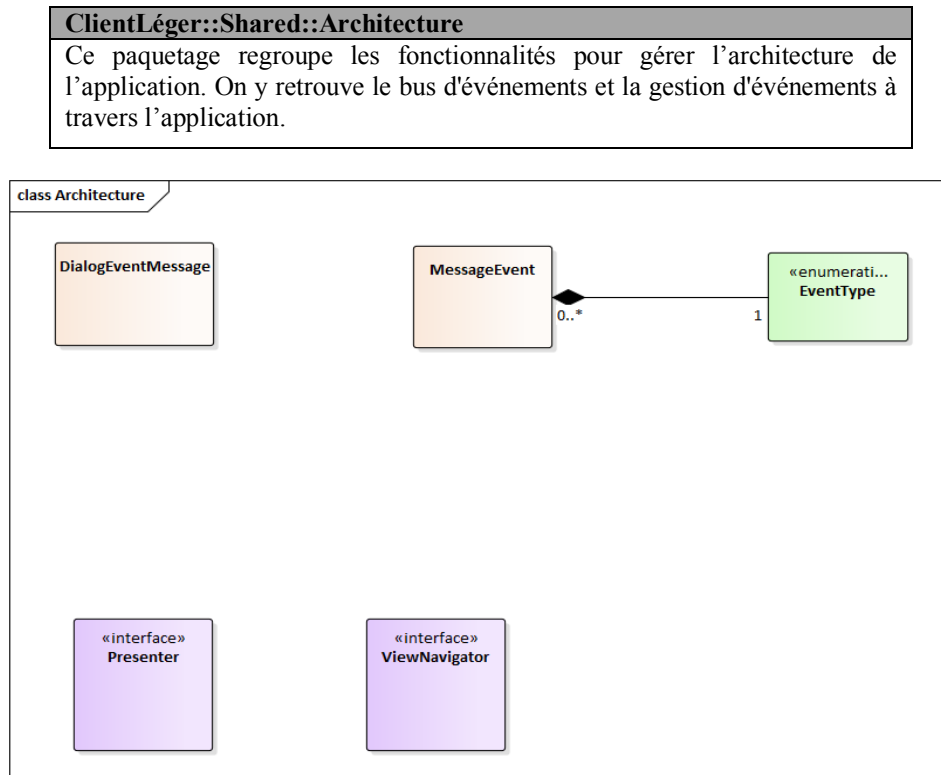 ClientLéger::Shared::Architecture
Ce paquetage regroupe les fonctionnalités pour gérer l’architecture de
l’application. On y retrouve le bus d'événements et la gestion d'événements à
travers l’application.
class Architecture
DialogEventMessage
MessageEvent
0..*
1
«enumerati...
EventType
«interface»
Presenter
«interface»
ViewNavigator